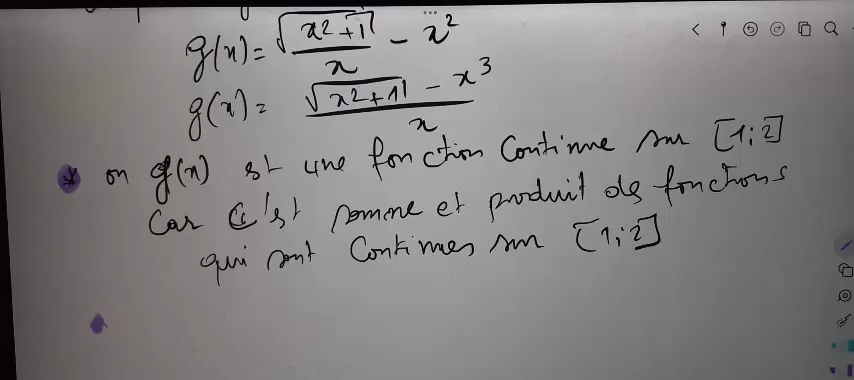 g(x) = √(x² + 1) / x − x²
g(x) = (√(x² + 1) − x³) / x
* on g(x) est une fonction continue sur [1; 2]
Car c'est somme et produit des fonctions
qui sont continues sur [1; 2]